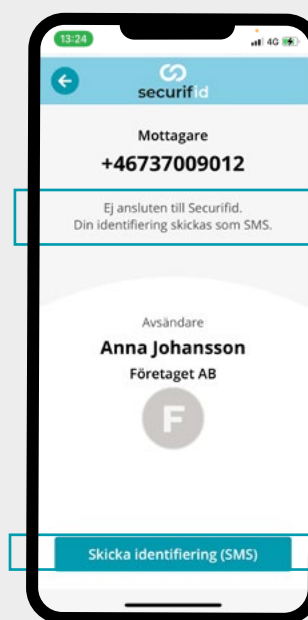 13:24
4G
securifid
Mottagare
+46737009012
Ej ansluten till Securifid.
Din identifiering skickas som SMS.
Avsändare
Anna Johansson
Företaget AB
F
Skicka identifiering (SMS)